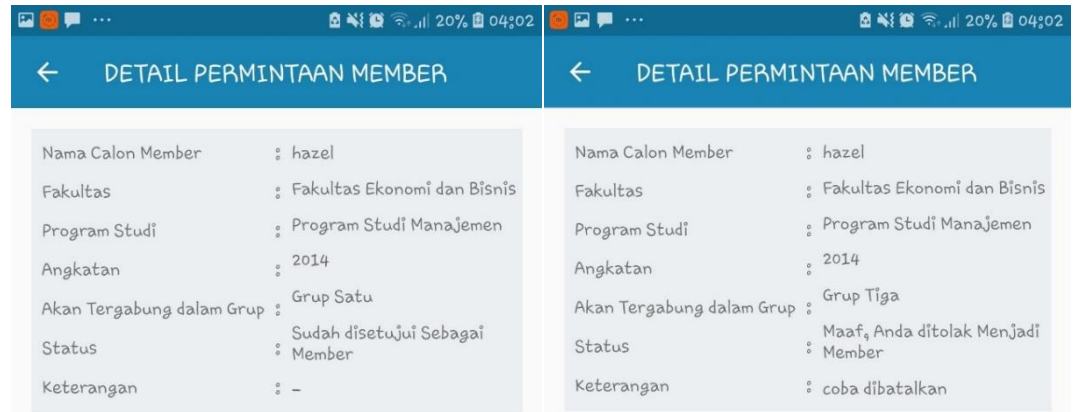 20% 04:02
DETAIL PERMINTAAN MEMBER
Nama Calon Member : hazel
Fakultas : Fakultas Ekonomi dan Bisnis
Program Studi : Program Studi Manajemen
Angkatan : 2014
Akan Tergabung dalam Grup : Grup Satu
Status : Sudah disetujui Sebagai
Member
Keterangan : -
20% 04:02
DETAIL PERMINTAAN MEMBER
Nama Calon Member : hazel
Fakultas : Fakultas Ekonomi dan Bisnis
Program Studi : Program Studi Manajemen
Angkatan : 2014
Akan Tergabung dalam Grup : Grup Tiga
Status : Maaf, Anda ditolak Menjadi
Member
Keterangan : coba dibatalkan